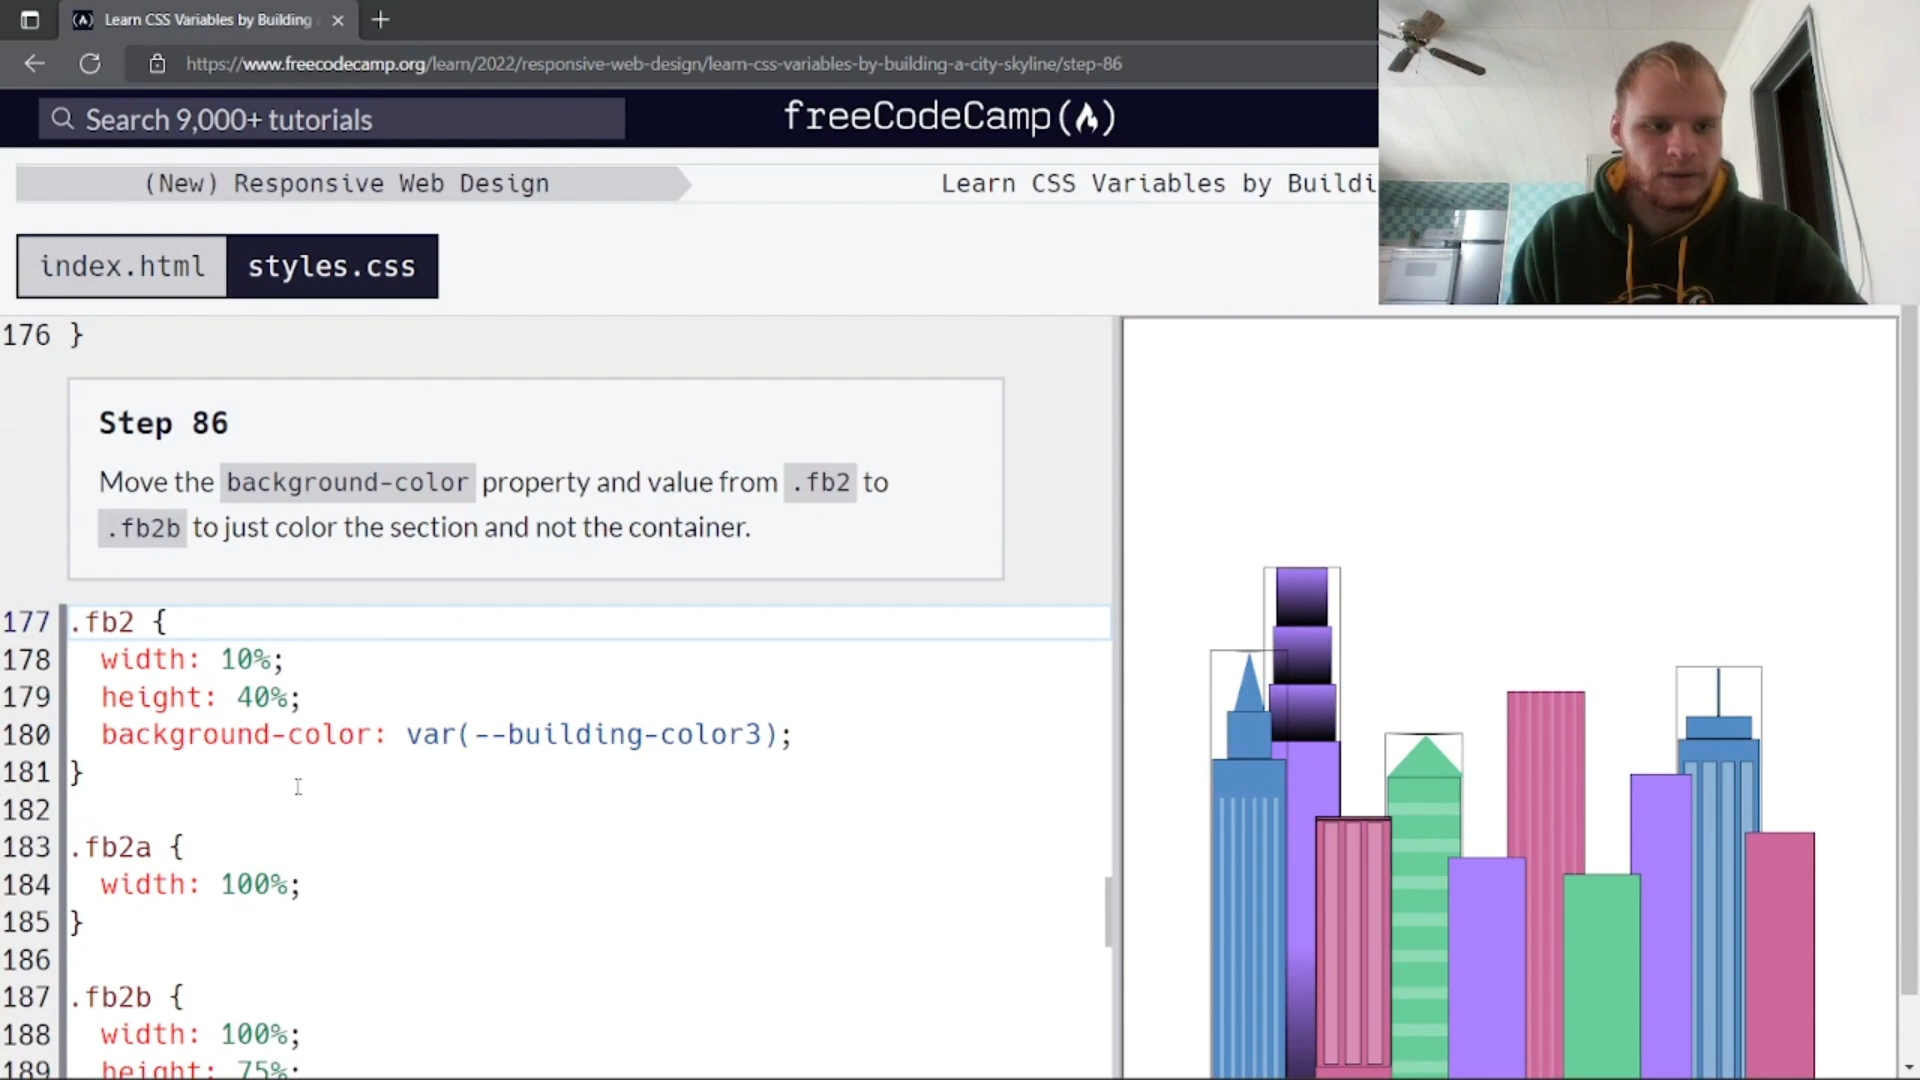 (A) Learn CSS Variables by Building
https://www.freecodecamp.org/learn/2022/responsive-web-design/learn-css-variables-by-building-a-city-skyline/step-86
Search 9,000+ tutorials
freeCodeCamp
(New) Responsive Web Design
Learn CSS Variables by Buildi
index.html
styles.css
176 }
Step 86
Move the background-color property and value from .fb2 to
.fb2b to just color the section and not the container.
177 .fb2 {
178 width: 10%;
179 height: 40%;
180 background-color: var(--building-color3);
181 }
182
183 .fb2a {
184 width: 100%;
185 }
186
187 .fb2b {
188 width: 100%;
189 height: 75%;